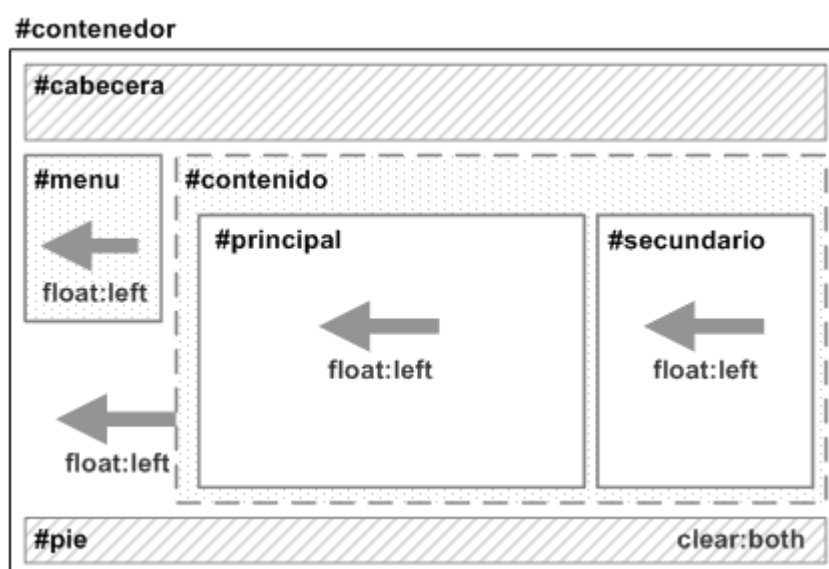 #contenedor
#cabecera
#menu
float:left
#contenido
#principal
float:left
#secundario
float:left
float:left
#pie
clear:both